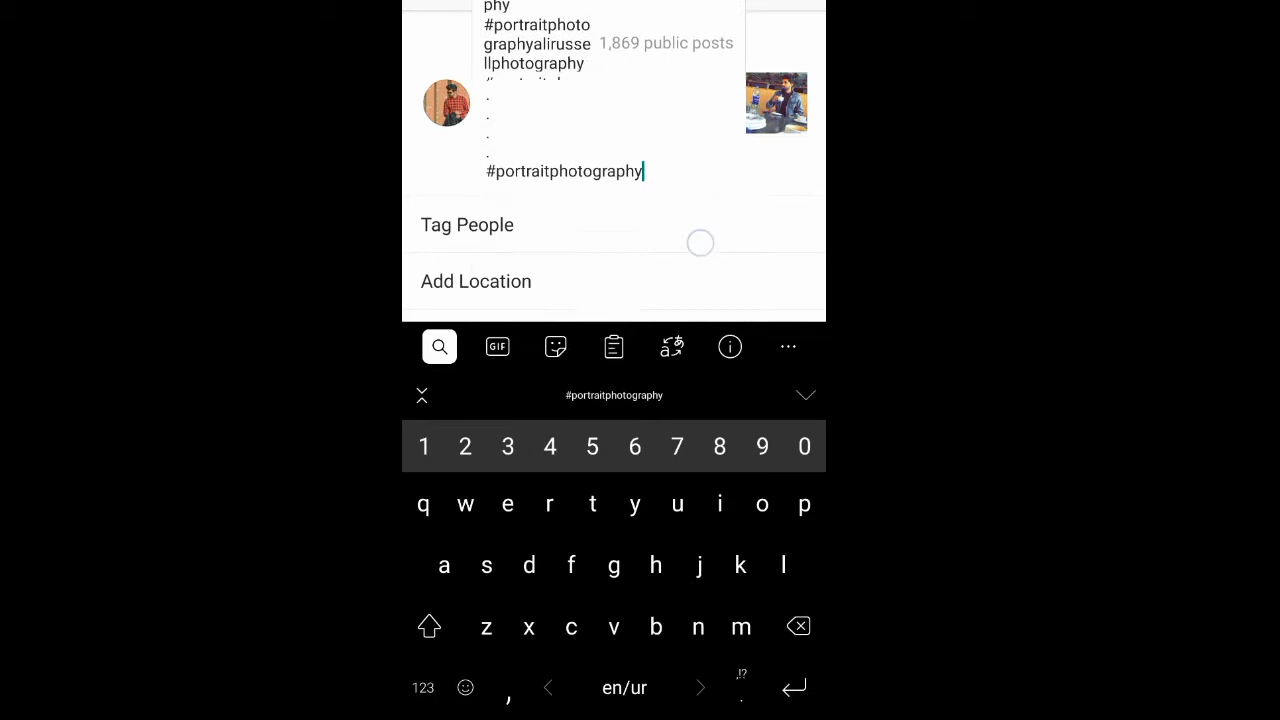 phy
#portraitphoto
graphyalirusse
llphotography
1,869 public posts
.
.
.
.
#portraitphotography
Tag People
Add Location
GIF
#portraitphotography
1 2 3 4 5 6 7 8 9 0
q w e r t y u i o p
a s d f g h j k l
z x c v b n m
123 , en/ur ,!? .